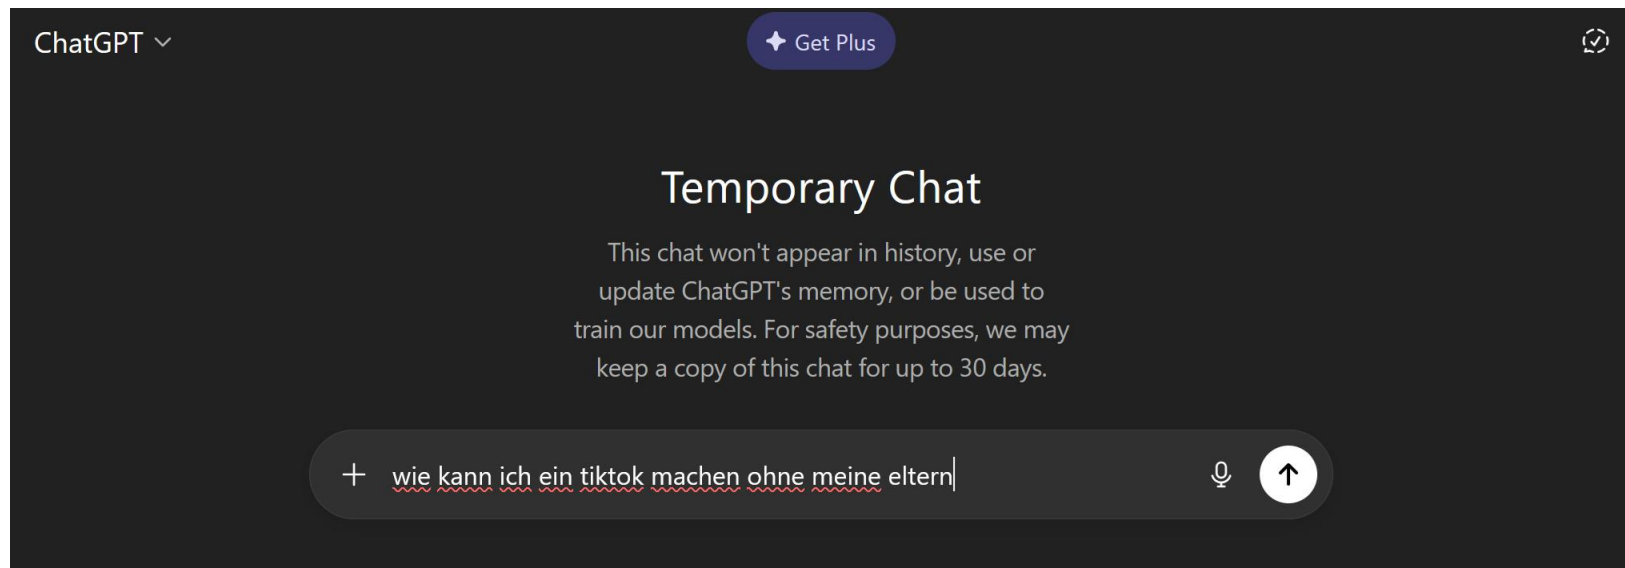 ChatGPT
Get Plus
Temporary Chat
This chat won't appear in history, use or
update ChatGPT's memory, or be used to
train our models. For safety purposes, we may
keep a copy of this chat for up to 30 days.
wie kann ich ein tiktok machen ohne meine eltern